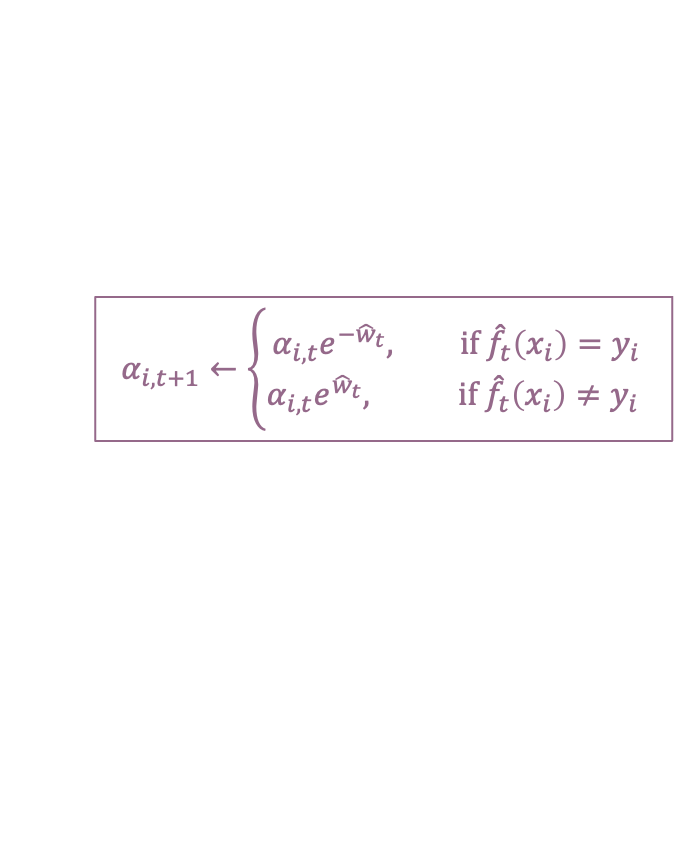 α_{i,t+1} ← { α_{i,t}e^{−ŵ_t}, if f̂_t(x_i) = y_i
α_{i,t}e^{ŵ_t}, if f̂_t(x_i) ≠ y_i